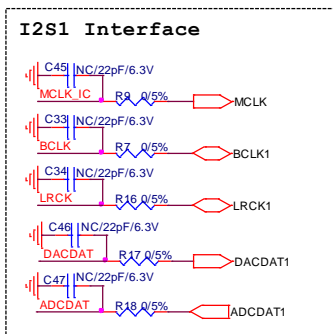 I2S1 Interface
C45 NC/22pF/6.3V
MCLK_IC R9 0/5% MCLK
C33 NC/22pF/6.3V
BCLK R7 0/5% BCLK1
C34 NC/22pF/6.3V
LRCK R16 0/5% LRCK1
C46 NC/22pF/6.3V
DACDAT R17 0/5% DACDAT1
C47 NC/22pF/6.3V
ADCDAT R18 0/5% ADCDAT1